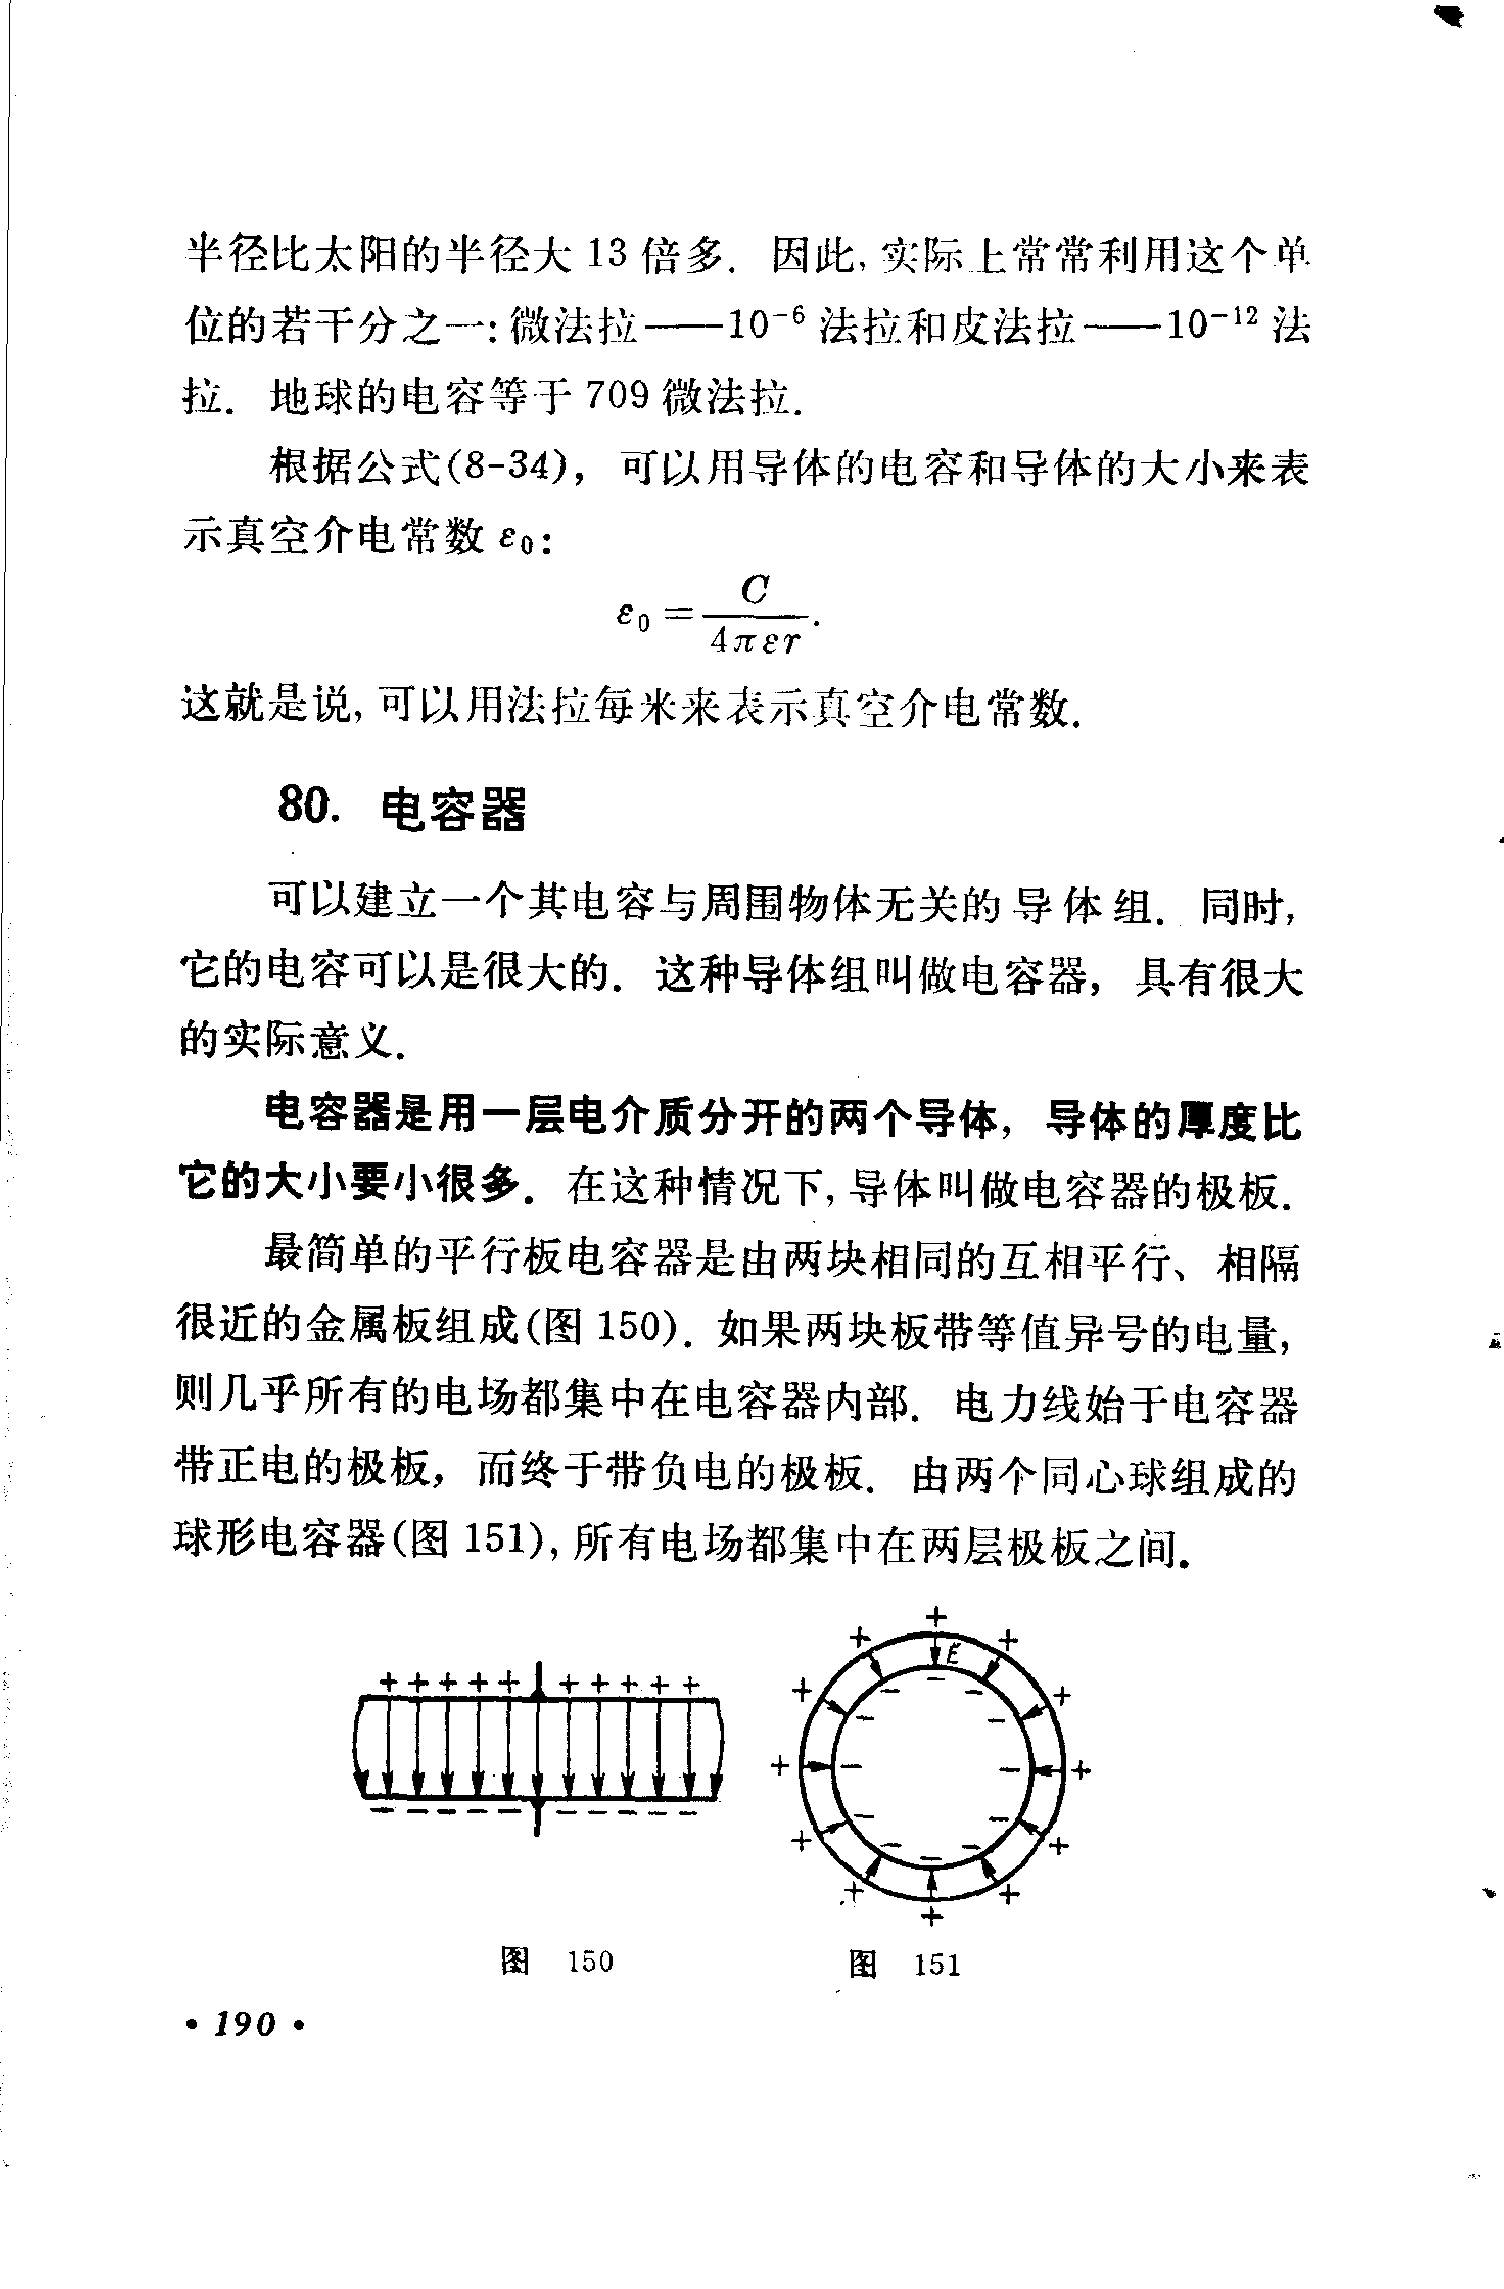 半径比太阳的半径大 13 倍多．因此, 实际上常常利用这个单
位的若干分之一: 微法拉——10⁻⁶ 法拉和皮法拉——10⁻¹² 法
拉．地球的电容等于 709 微法拉．
根据公式(8-34)，可以用导体的电容和导体的大小来表
示真空介电常数 ε₀:
ε₀ = C / 4πεr .
这就是说, 可以用法拉每米来表示真空介电常数．
80. 电容器
可以建立一个其电容与周围物体无关的导体组．同时,
它的电容可以是很大的．这种导体组叫做电容器，具有很大
的实际意义．
电容器是用一层电介质分开的两个导体，导体的厚度比
它的大小要小很多．在这种情况下, 导体叫做电容器的极板．
最简单的平行板电容器是由两块相同的互相平行、相隔
很近的金属板组成(图 150)．如果两块板带等值异号的电量,
则几乎所有的电场都集中在电容器内部．电力线始于电容器
带正电的极板，而终于带负电的极板．由两个同心球组成的
球形电容器(图 151), 所有电场都集中在两层极板之间．
+ + + + + + + + + +
− − − − − − − − − −
E
图 150
图 151
· 190 ·